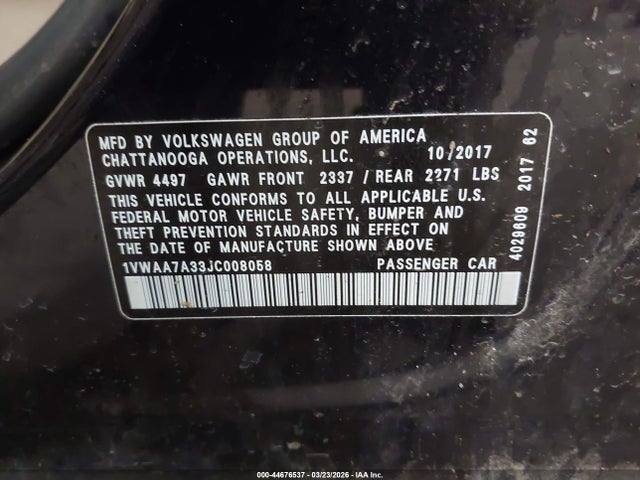 MFD BY VOLKSWAGEN GROUP OF AMERICA
CHATTANOOGA OPERATIONS, LLC. 10/2017
GVWR 4497 GAWR FRONT 2337 / REAR 2271 LBS
THIS VEHICLE CONFORMS TO ALL APPLICABLE U.S.
FEDERAL MOTOR VEHICLE SAFETY, BUMPER AND
THEFT PREVENTION STANDARDS IN EFFECT ON
THE DATE OF MANUFACTURE SHOWN ABOVE
1VWAA7A33JC008058 PASSENGER CAR
4029609 2017 62
000-44676537 / 03/23/2026 / IAA Inc.